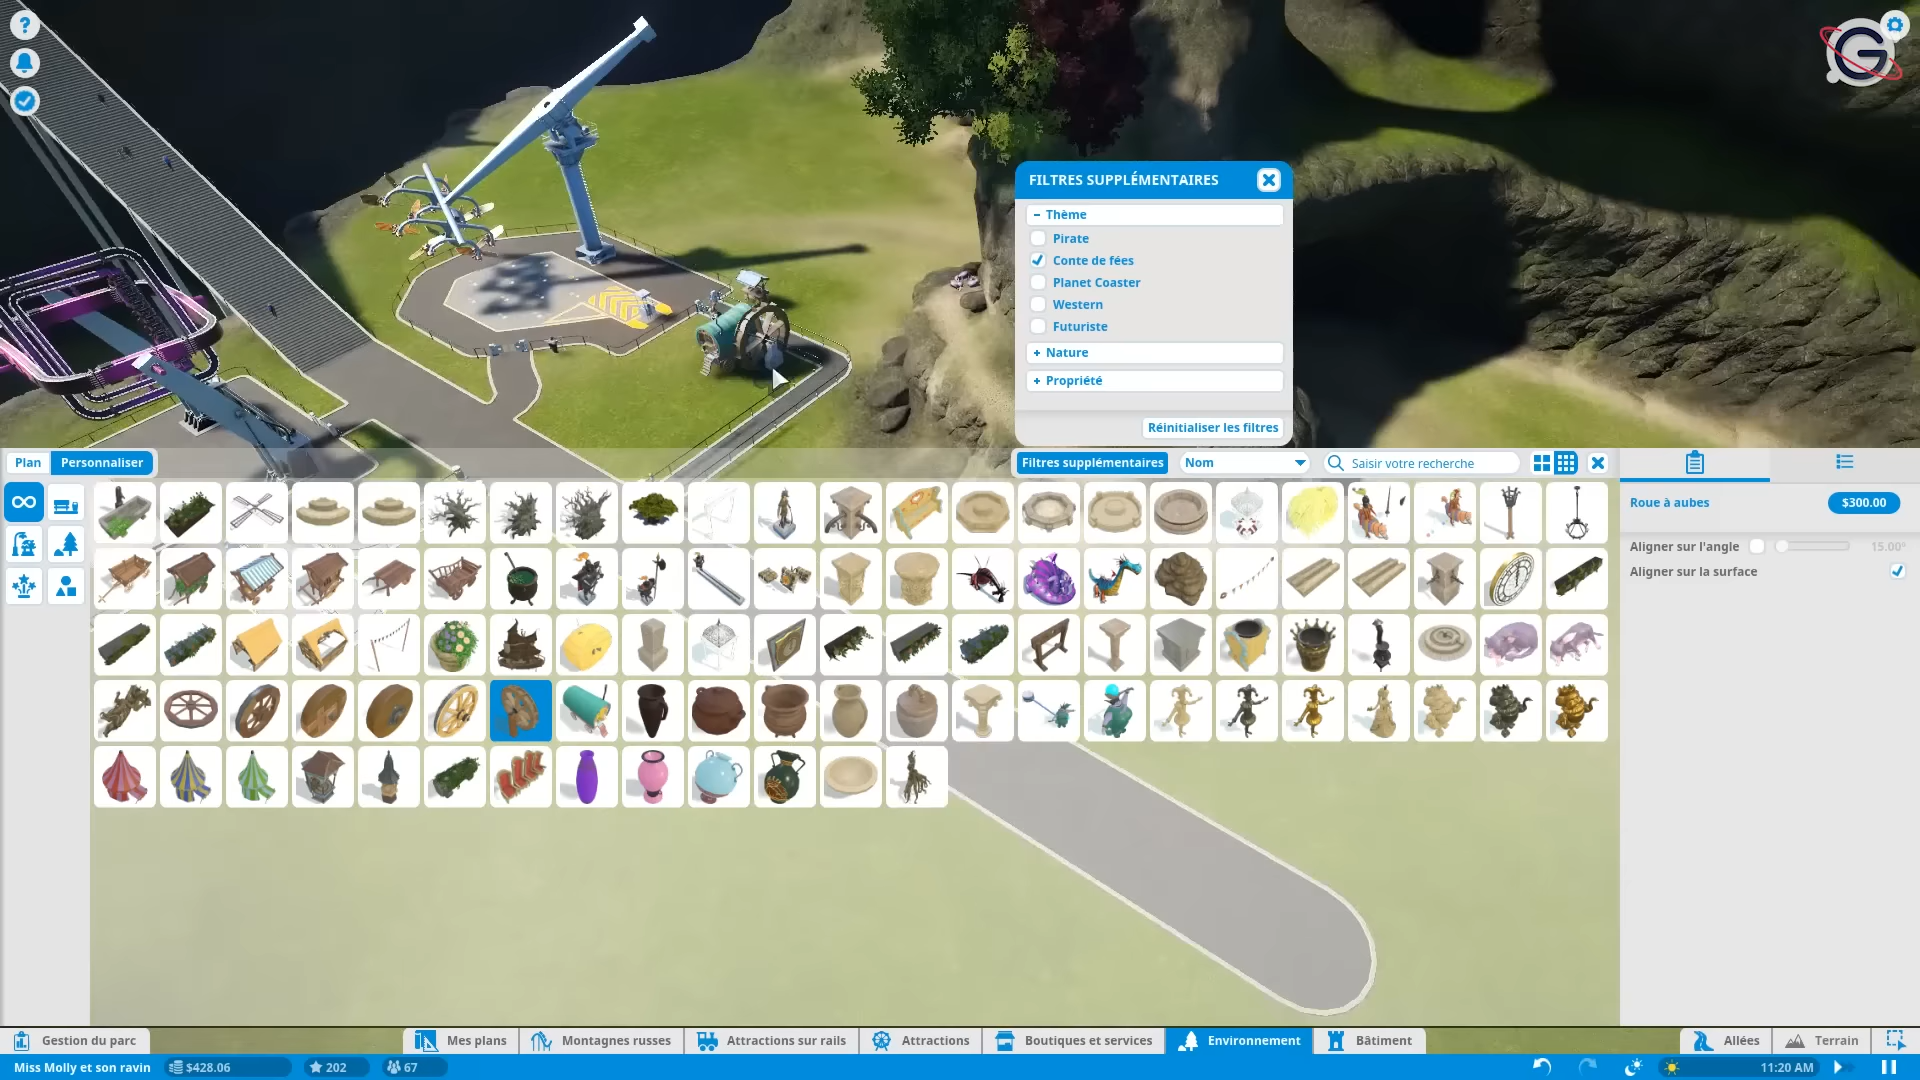 ?
G
FILTRES SUPPLÉMENTAIRES
− Thème
Pirate
Conte de fées
Planet Coaster
Western
Futuriste
+ Nature
+ Propriété
Réinitialiser les filtres
Plan Personnaliser
Filtres supplémentaires Nom Saisir votre recherche
Roue à aubes $300.00
Aligner sur l'angle 15.00°
Aligner sur la surface
Gestion du parc Mes plans Montagnes russes Attractions sur rails Attractions Boutiques et services Environnement Bâtiment Allées Terrain
Miss Molly et son ravin $428.06 202 67 11:20 AM